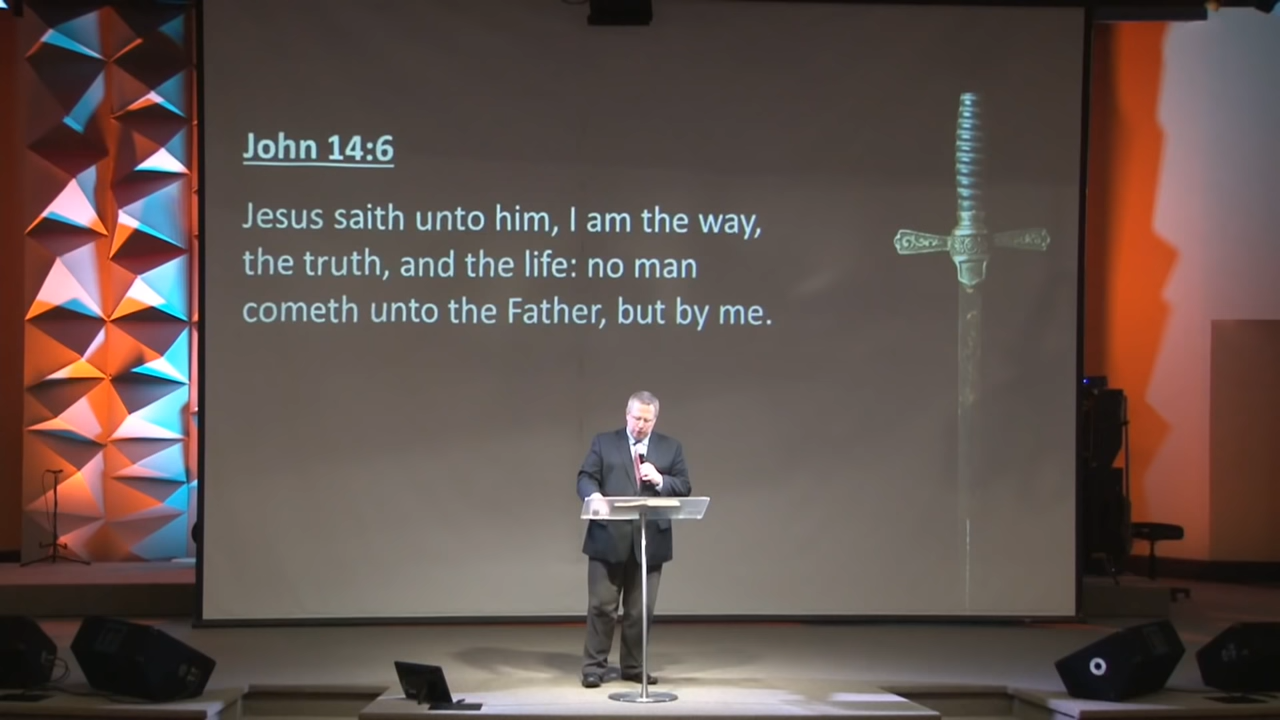 John 14:6
Jesus saith unto him, I am the way,
the truth, and the life: no man
cometh unto the Father, but by me.